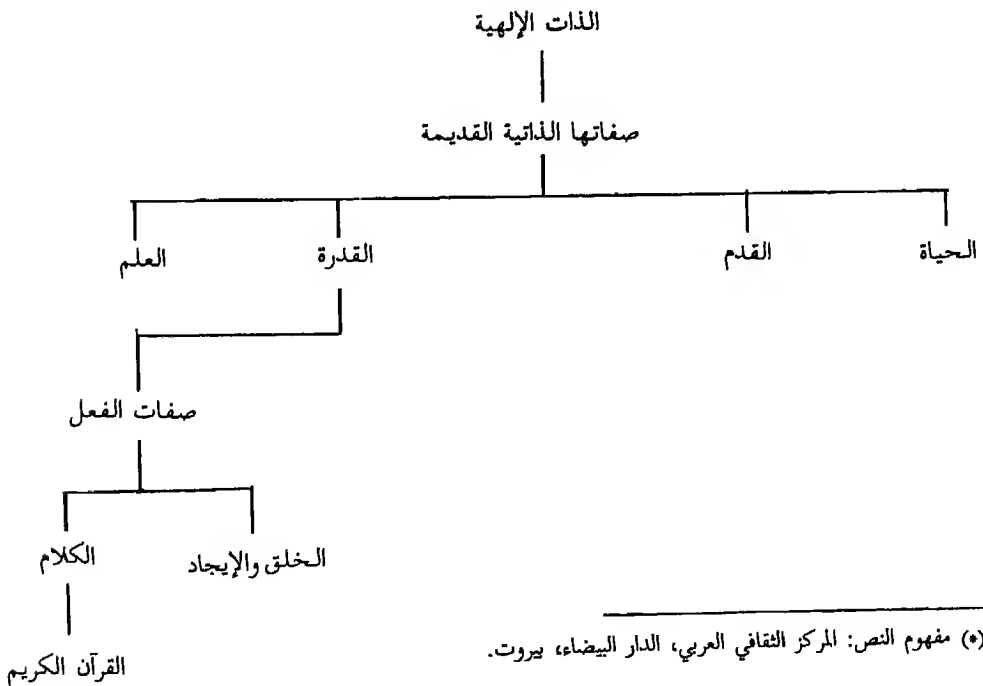 الذات الإلهية
صفاتها الذاتية القديمة
الحياة القدم القدرة العلم
صفات الفعل
الخلق والإيجاد الكلام
القرآن الكريم
(*) مفهوم النص: المركز الثقافي العربي، الدار البيضاء، بيروت.